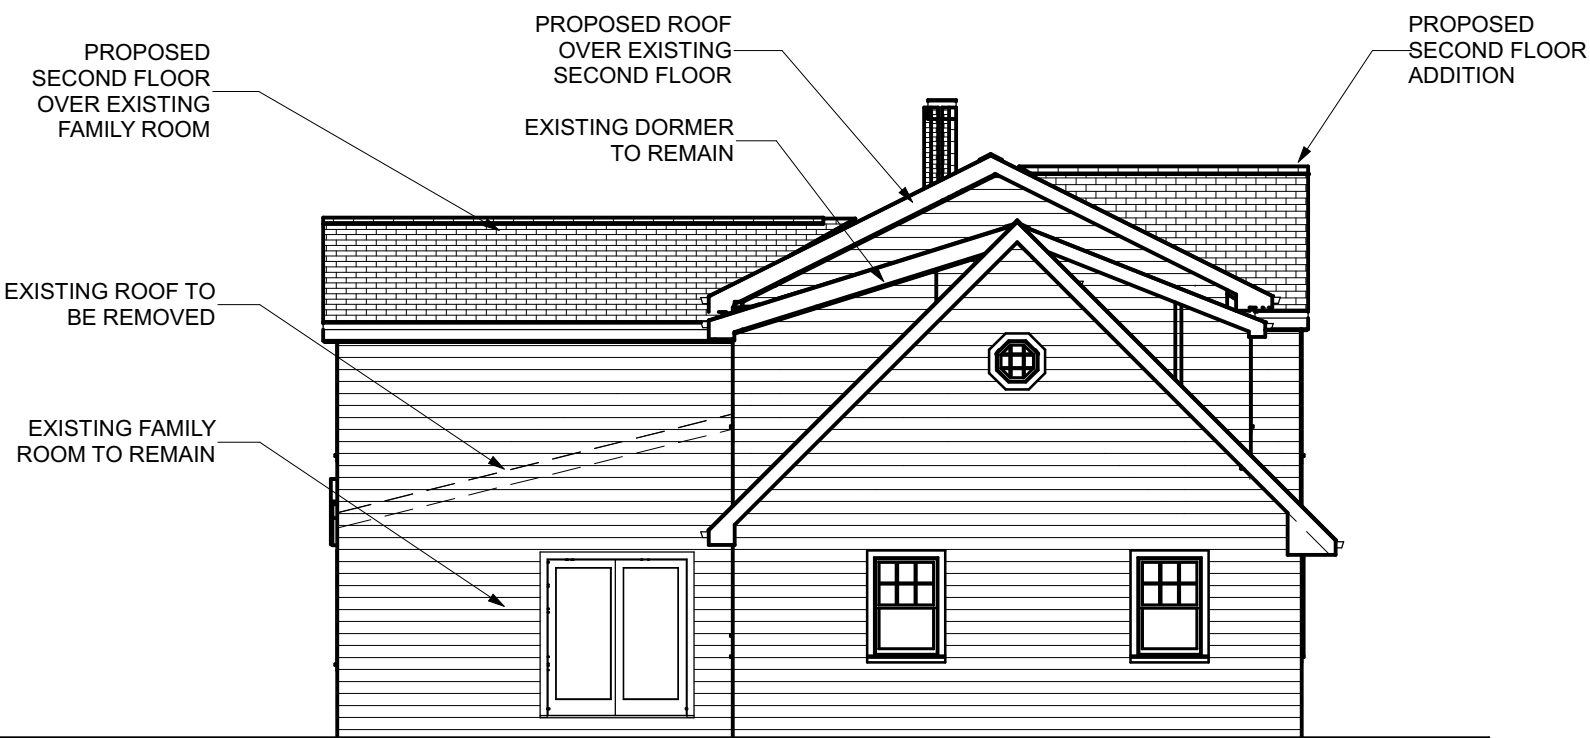 PROPOSED
SECOND FLOOR
OVER EXISTING
FAMILY ROOM
PROPOSED ROOF
OVER EXISTING
SECOND FLOOR
PROPOSED
SECOND FLOOR
ADDITION
EXISTING DORMER
TO REMAIN
EXISTING ROOF TO
BE REMOVED
EXISTING FAMILY
ROOM TO REMAIN